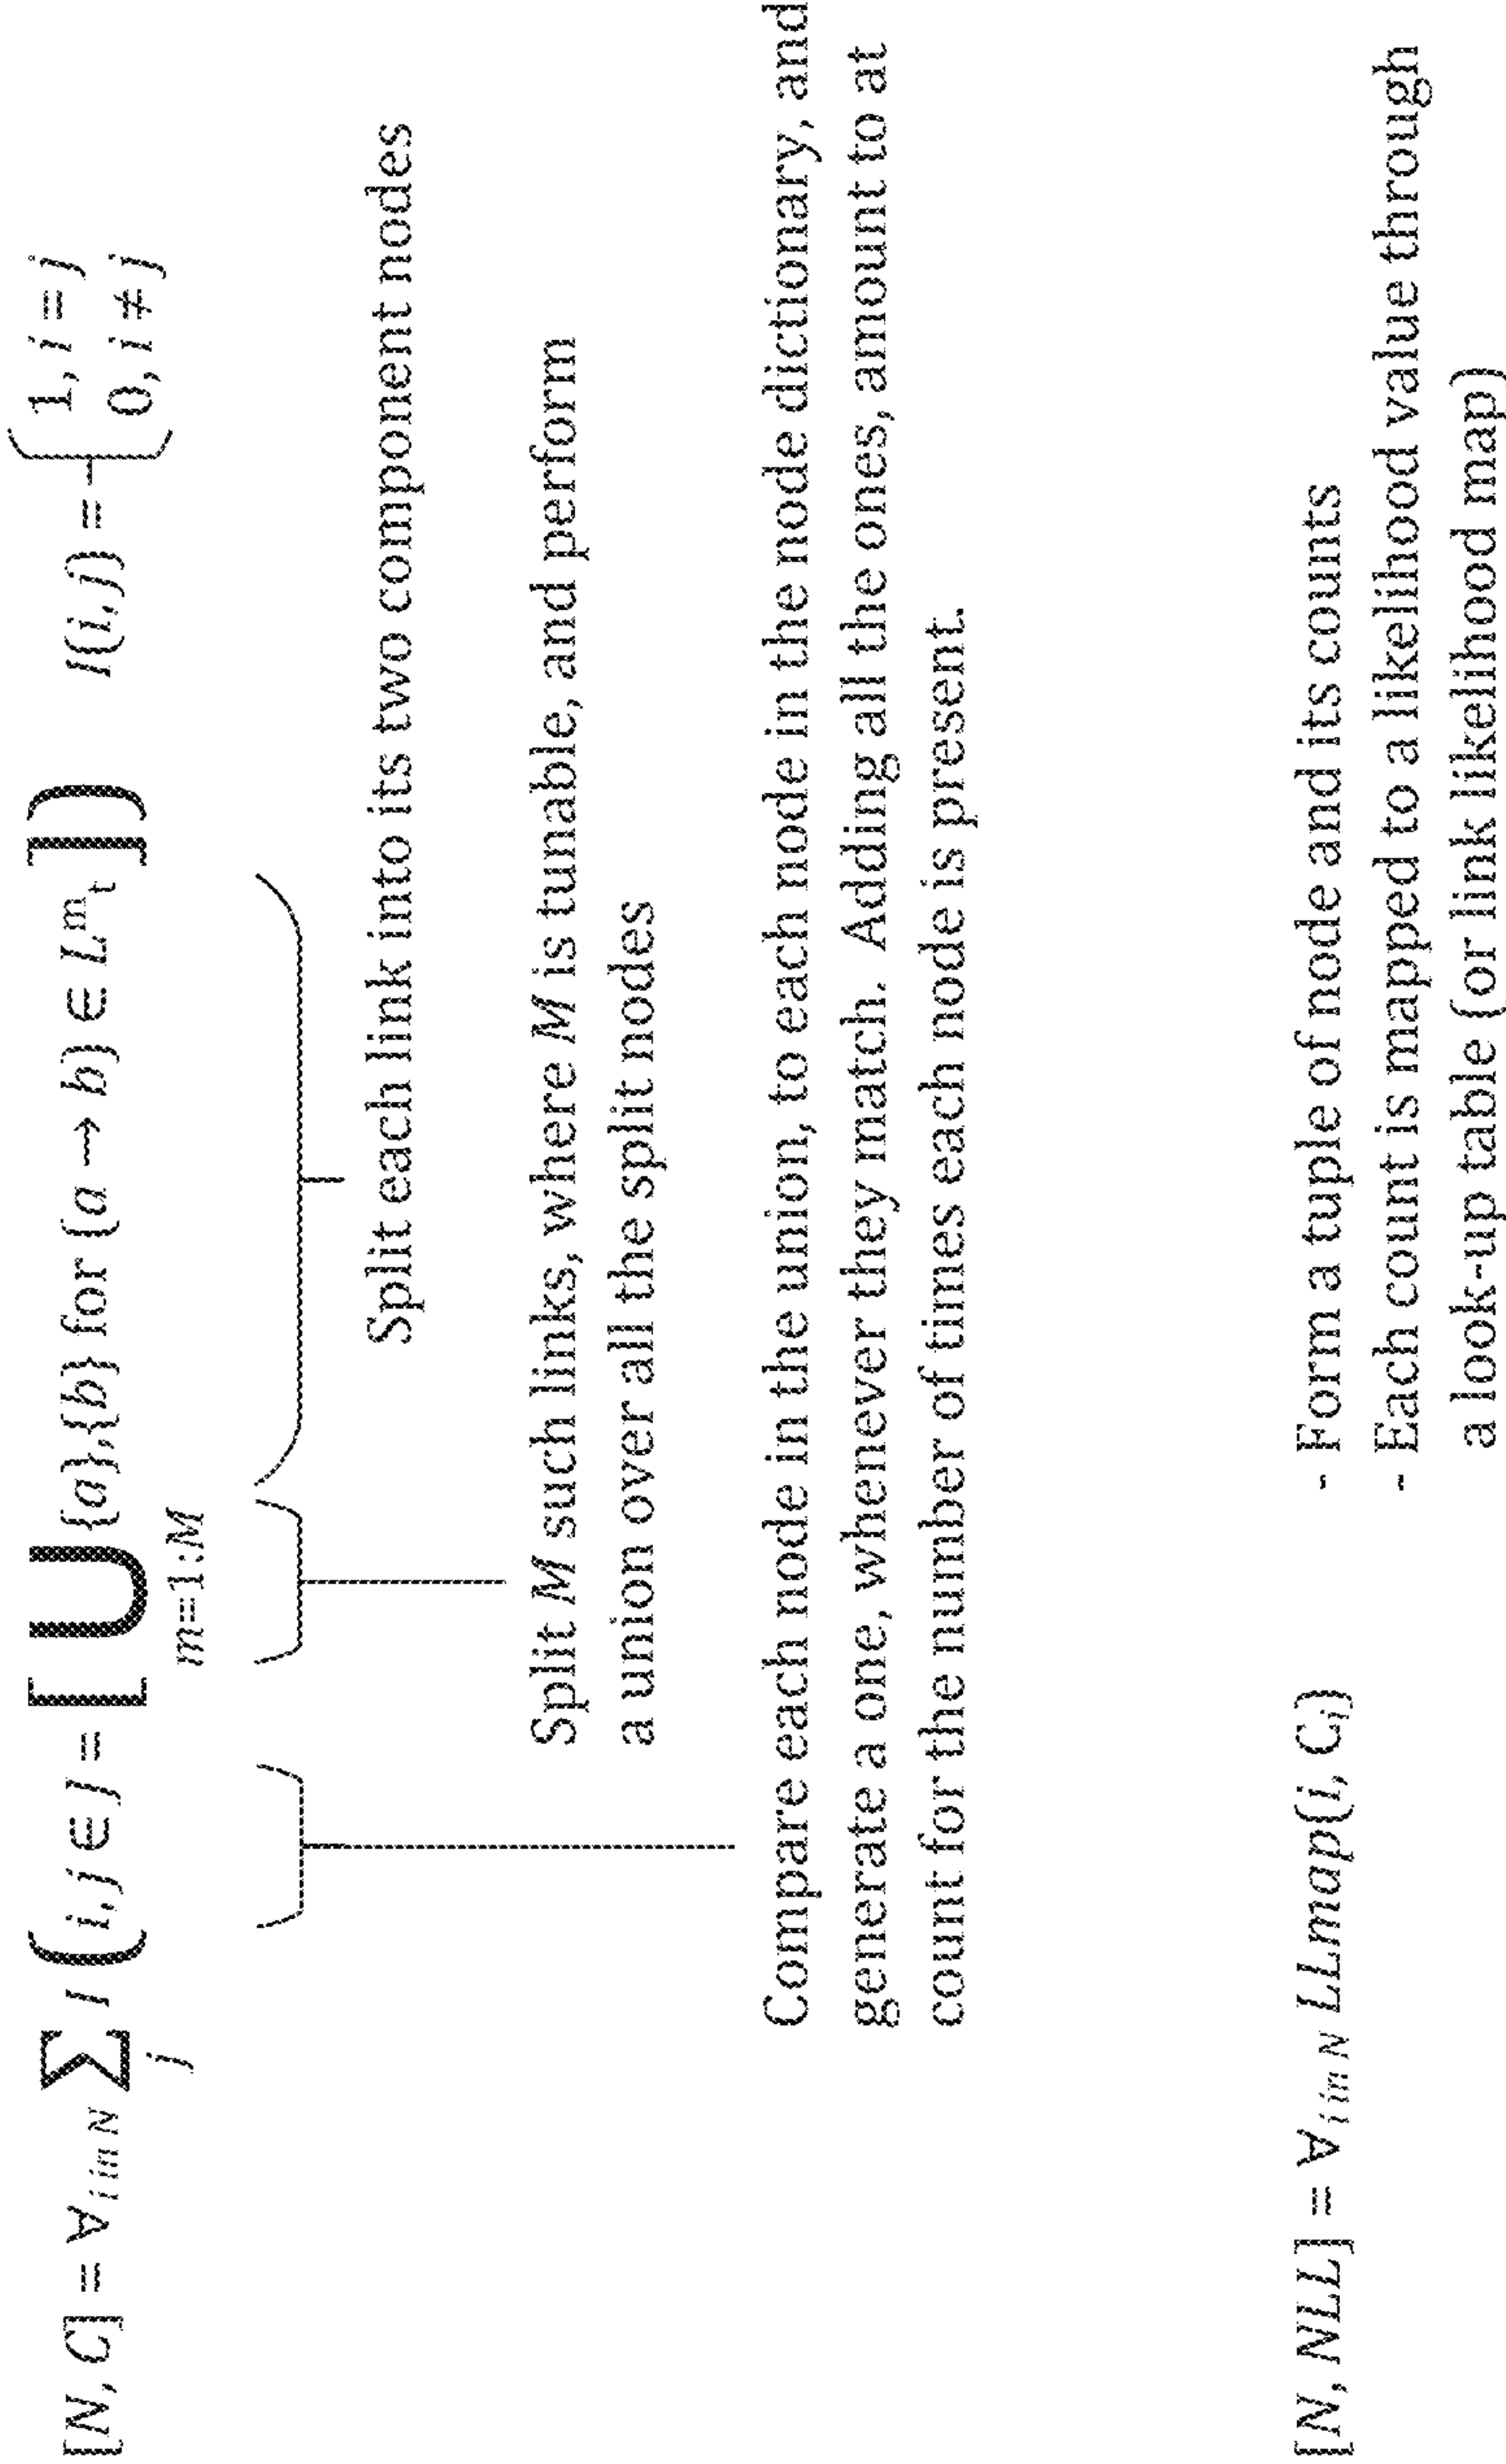 [N, C] = ∀i in N ∑j I ( i, j ∈ J = [ ⋃m=1:M {a},{b} for (a → b) ∈ Lᵐt ] )    I(i,j) = { 1, i = j
0, i ≠ j
Split each link into its two component nodes
Split M such links, where M is tunable, and perform
a union over all the split nodes
Compare each node in the union, to each node in the node dictionary, and
generate a one, whenever they match. Adding all the ones, amount to at
count for the number of times each node is present.
[N, NLL] = ∀i in N LLmap(i, Ci)
- Form a tuple of node and its counts
- Each count is mapped to a likelihood value through
a look-up table (or link likelihood map)